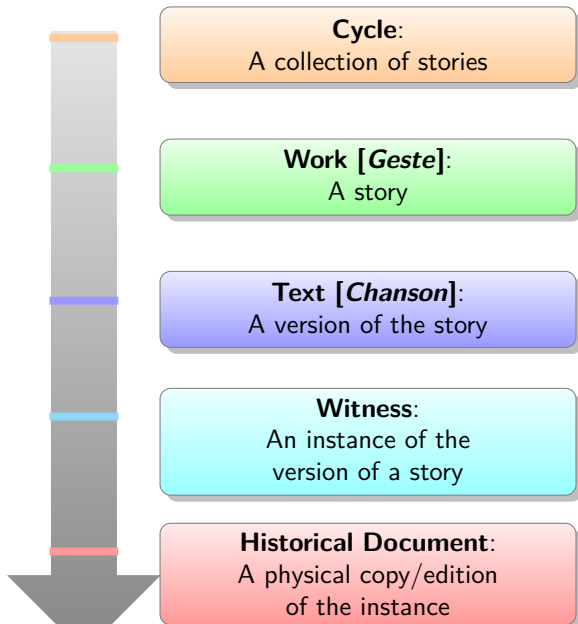 Cycle:
A collection of stories
Work [Geste]:
A story
Text [Chanson]:
A version of the story
Witness:
An instance of the
version of a story
Historical Document:
A physical copy/edition
of the instance